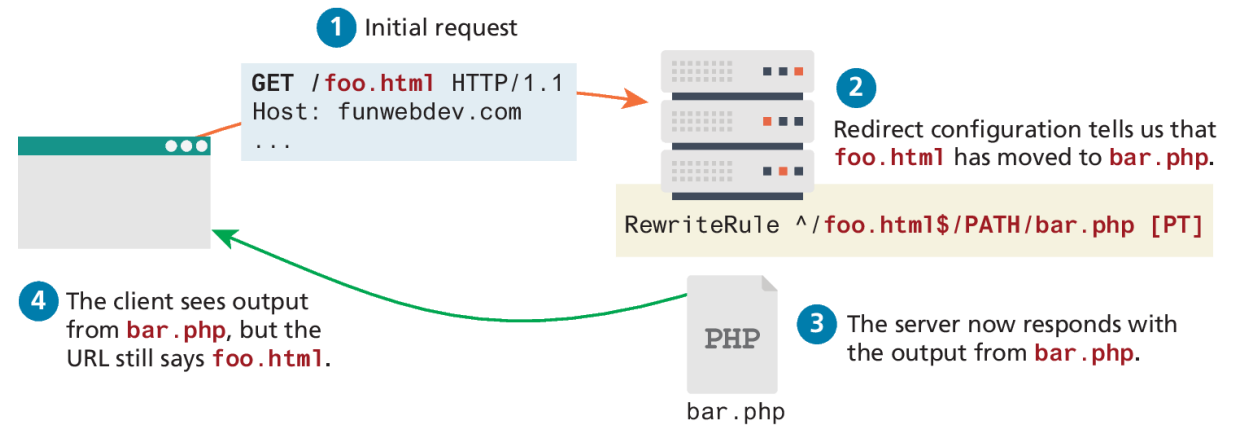 1 Initial request
GET /foo.html HTTP/1.1
Host: funwebdev.com
...
2
Redirect configuration tells us that
foo.html has moved to bar.php.
RewriteRule ^/foo.html$/PATH/bar.php [PT]
PHP
bar.php
3 The server now responds with
the output from bar.php.
4 The client sees output
from bar.php, but the
URL still says foo.html.